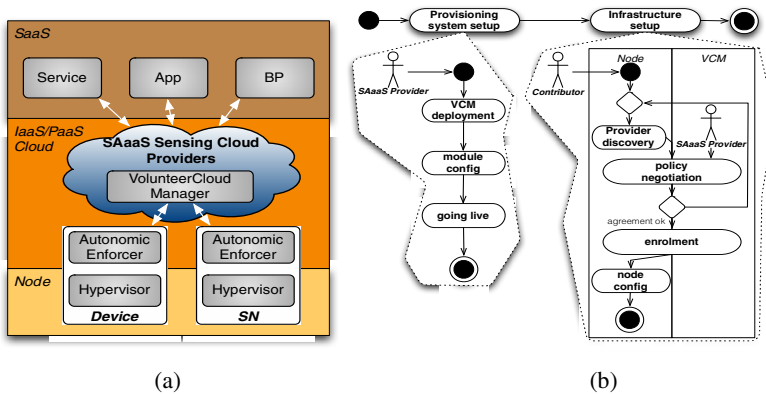 SaaS
Service
App
BP
IaaS/PaaS
Cloud
SAaaS Sensing Cloud
Providers
VolunteerCloud
Manager
Autonomic
Enforcer
Autonomic
Enforcer
Node
Hypervisor
Hypervisor
Device
SN
(a)
Provisioning
system setup
Infrastructure
setup
SAaaS Provider
VCM
deployment
module
config
going live
Node
VCM
Contributor
Provider
discovery
SAaaS Provider
policy
negotiation
agreement ok
enrolment
node
config
(b)